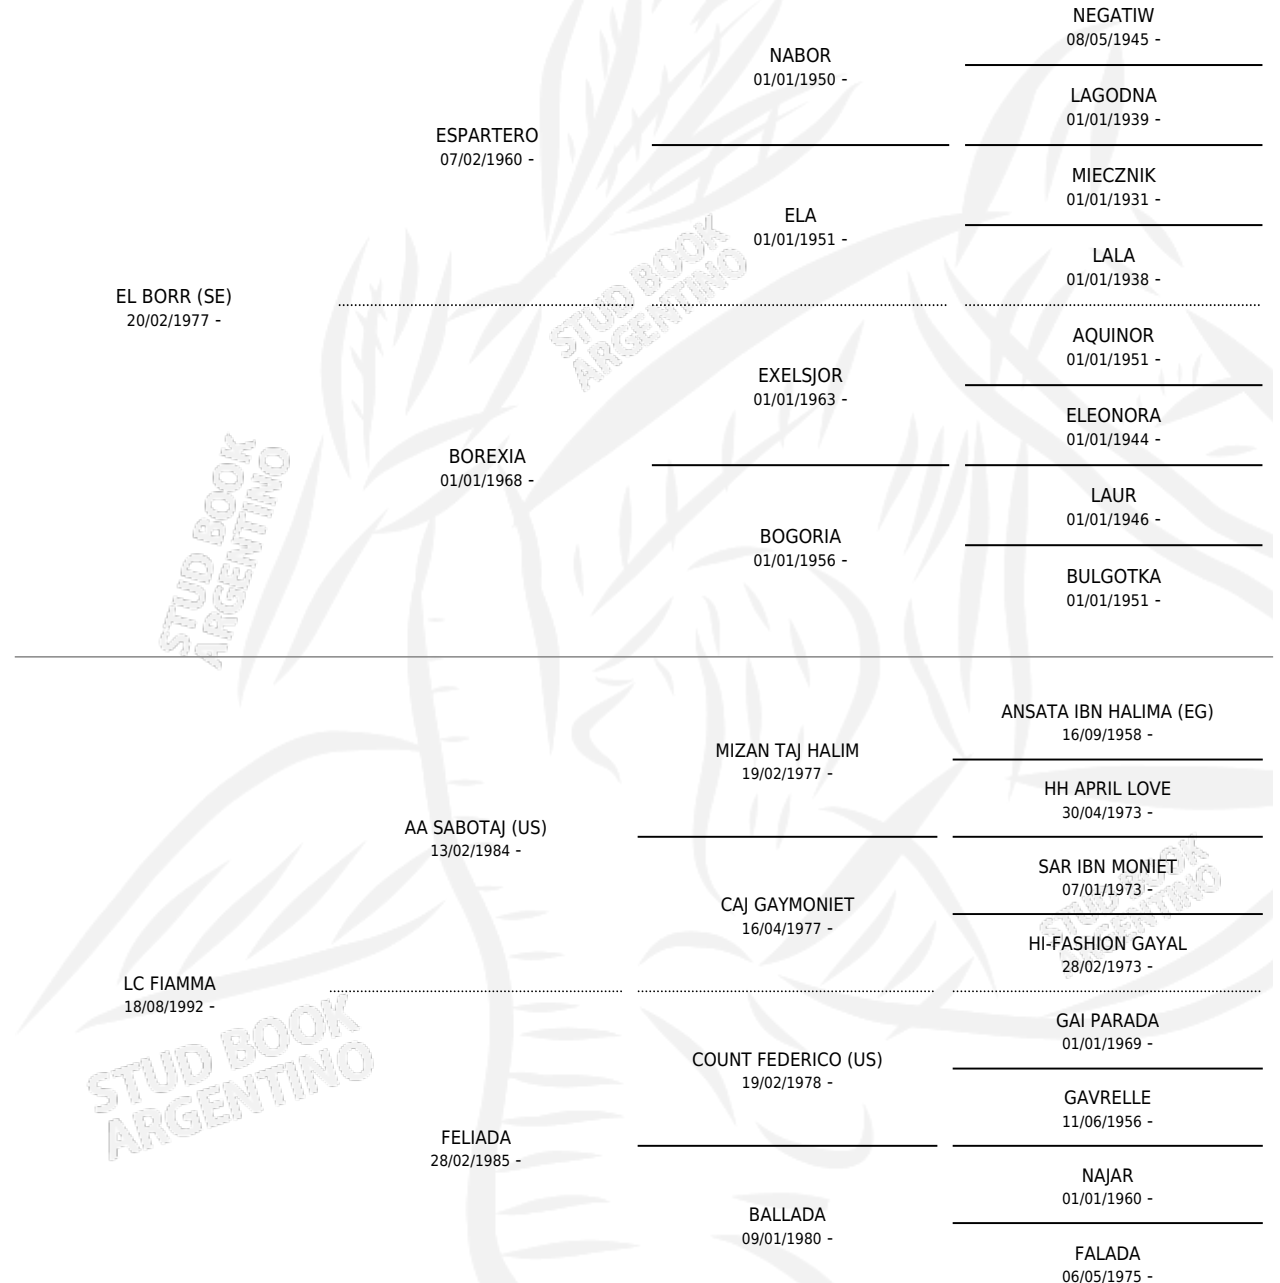 NEGATIW
08/05/1945 -
NABOR
01/01/1950 -
LAGODNA
01/01/1939 -
ESPARTERO
07/02/1960 -
MIECZNIK
01/01/1931 -
ELA
01/01/1951 -
LALA
01/01/1938 -
EL BORR (SE)
20/02/1977 -
AQUINOR
01/01/1951 -
EXELSJOR
01/01/1963 -
ELEONORA
01/01/1944 -
BOREXIA
01/01/1968 -
LAUR
01/01/1946 -
BOGORIA
01/01/1956 -
BULGOTKA
01/01/1951 -
STUD BOOK
ARGENTINO
STUD BOOK
ARGENTINO
ANSATA IBN HALIMA (EG)
16/09/1958 -
MIZAN TAJ HALIM
19/02/1977 -
HH APRIL LOVE
30/04/1973 -
AA SABOTAJ (US)
13/02/1984 -
SAR IBN MONIET
07/01/1973 -
CAJ GAYMONIET
16/04/1977 -
HI-FASHION GAYAL
28/02/1973 -
LC FIAMMA
18/08/1992 -
GAI PARADA
01/01/1969 -
COUNT FEDERICO (US)
19/02/1978 -
GAVRELLE
11/06/1956 -
FELIADA
28/02/1985 -
NAJAR
01/01/1960 -
BALLADA
09/01/1980 -
FALADA
06/05/1975 -
STUD BOOK
ARGENTINO
STUD BOOK
ARGENTINO